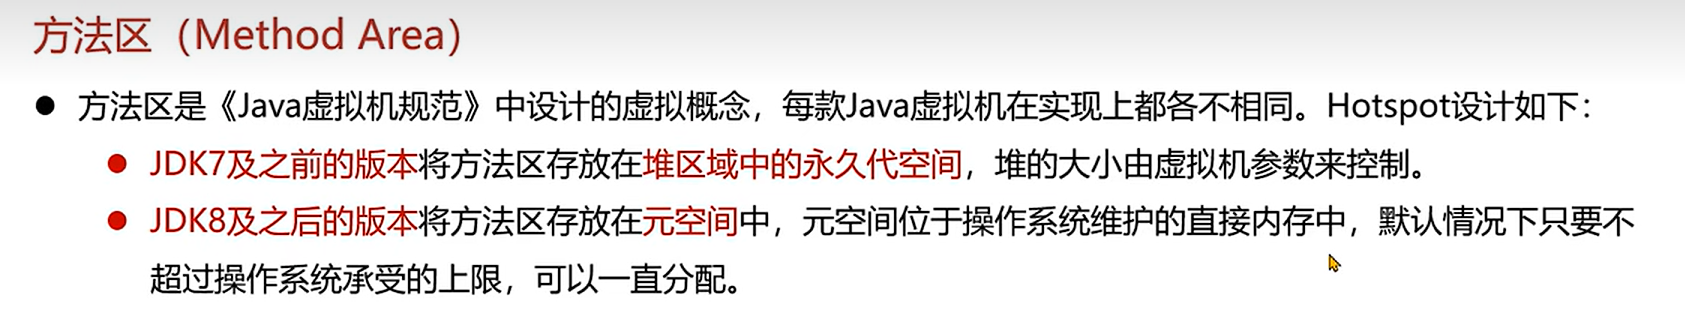 方法区（Method Area）
● 方法区是《Java虚拟机规范》中设计的虚拟概念，每款Java虚拟机在实现上都各不相同。Hotspot设计如下：
● JDK7及之前的版本将方法区存放在堆区域中的永久代空间，堆的大小由虚拟机参数来控制。
● JDK8及之后的版本将方法区存放在元空间中，元空间位于操作系统维护的直接内存中，默认情况下只要不
超过操作系统承受的上限，可以一直分配。